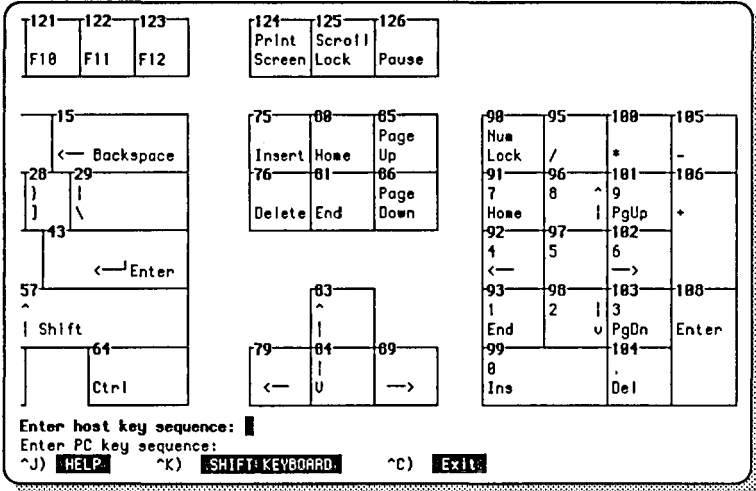 121 122 123 124 125 126
Print Scroll
F10 F11 F12 Screen Lock Pause
15 75 80 85 90 95 100 105
Page Num
<— Backspace Insert Home Up Lock / * -
28 29 76 81 86 91 96 101 106
} | Page 7 8 ^ 9
] \ Delete End Down Home | PgUp +
43 92 97 102
4 5 6
<—┘Enter <— —>
57 83 93 98 103 108
^ ^ 1 2 | 3
| Shift | End v PgDn Enter
64 79 84 89 99 104
| 0 .
Ctrl <— V —> Ins Del
Enter host key sequence:
Enter PC key sequence:
^J) HELP ^K) SHIFT KEYBOARD ^C) Exit